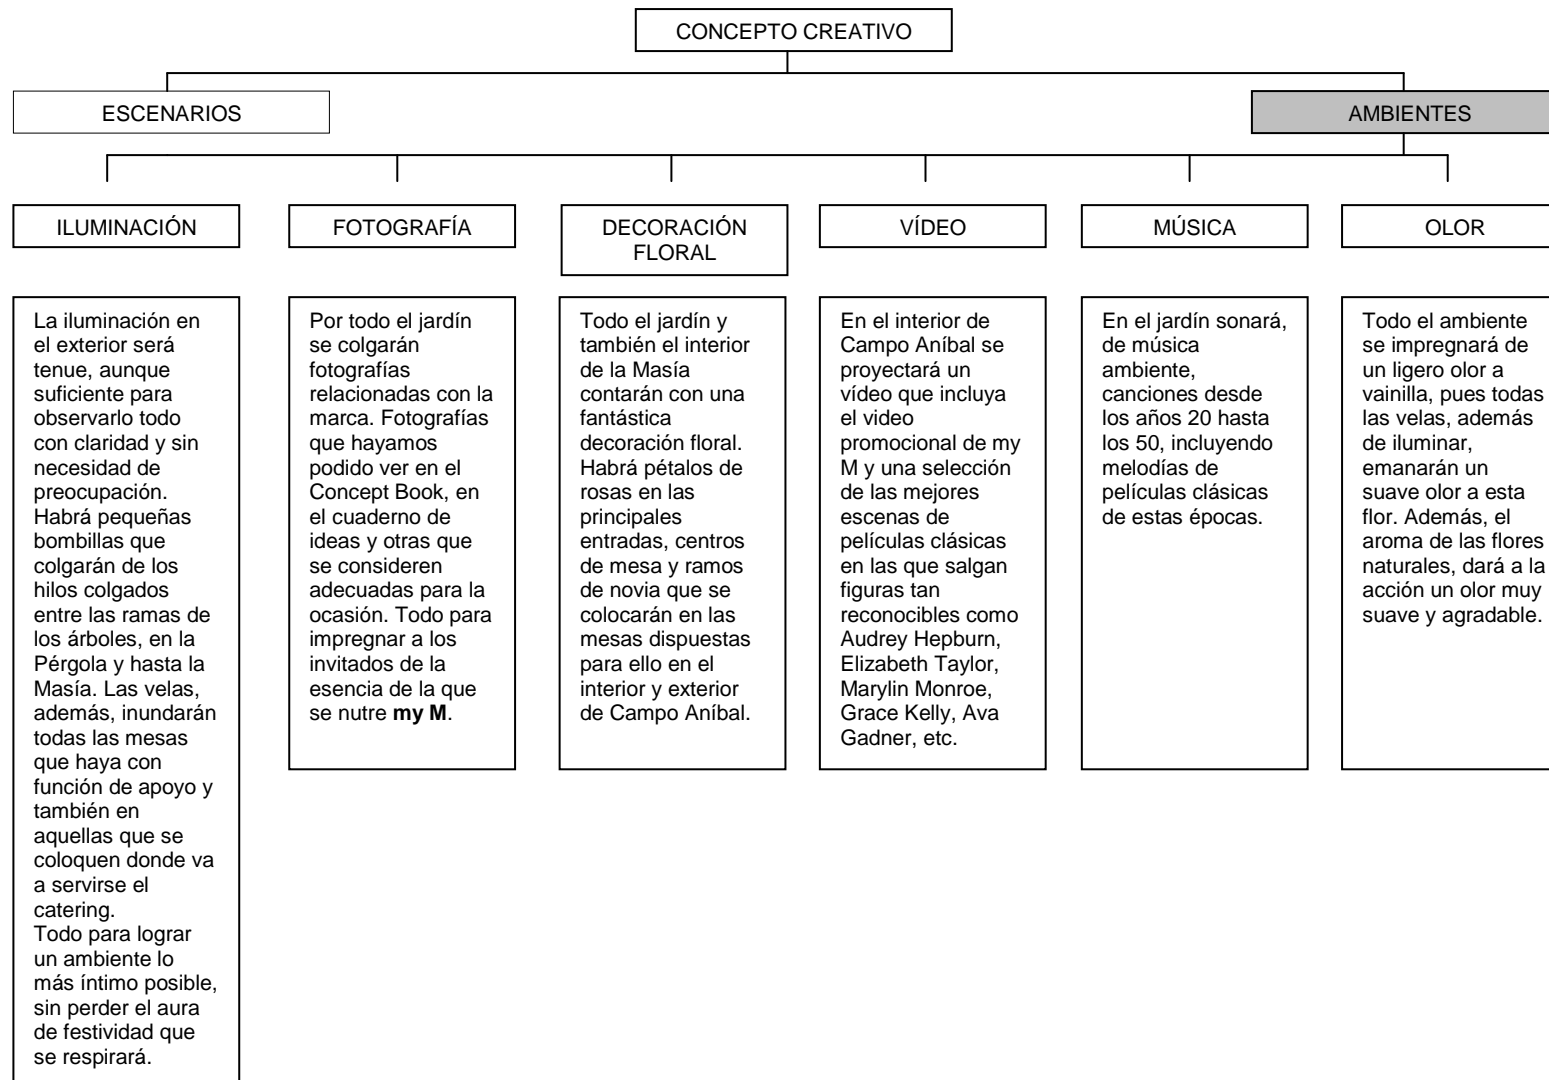 CONCEPTO CREATIVO
ESCENARIOS
AMBIENTES
ILUMINACIÓN
FOTOGRAFÍA
DECORACIÓN
FLORAL
VÍDEO
MÚSICA
OLOR
La iluminación en
el exterior será
tenue, aunque
suficiente para
observarlo todo
con claridad y sin
necesidad de
preocupación.
Habrá pequeñas
bombillas que
colgarán de los
hilos colgados
entre las ramas de
los árboles, en la
Pérgola y hasta la
Masía. Las velas,
además, inundarán
todas las mesas
que haya con
función de apoyo y
también en
aquellas que se
coloquen donde va
a servirse el
catering.
Todo para lograr
un ambiente lo
más íntimo posible,
sin perder el aura
de festividad que
se respirará.
Por todo el jardín
se colgarán
fotografías
relacionadas con la
marca. Fotografías
que hayamos
podido ver en el
Concept Book, en
el cuaderno de
ideas y otras que
se consideren
adecuadas para la
ocasión. Todo para
impregnar a los
invitados de la
esencia de la que
se nutre my M.
Todo el jardín y
también el interior
de la Masía
contarán con una
fantástica
decoración floral.
Habrá pétalos de
rosas en las
principales
entradas, centros
de mesa y ramos
de novia que se
colocarán en las
mesas dispuestas
para ello en el
interior y exterior
de Campo Aníbal.
En el interior de
Campo Aníbal se
proyectará un
vídeo que incluya
el video
promocional de my
M y una selección
de las mejores
escenas de
películas clásicas
en las que salgan
figuras tan
reconocibles como
Audrey Hepburn,
Elizabeth Taylor,
Marylin Monroe,
Grace Kelly, Ava
Gadner, etc.
En el jardín sonará,
de música
ambiente,
canciones desde
los años 20 hasta
los 50, incluyendo
melodías de
películas clásicas
de estas épocas.
Todo el ambiente
se impregnará de
un ligero olor a
vainilla, pues todas
las velas, además
de iluminar,
emanarán un
suave olor a esta
flor. Además, el
aroma de las flores
naturales, dará a la
acción un olor muy
suave y agradable.